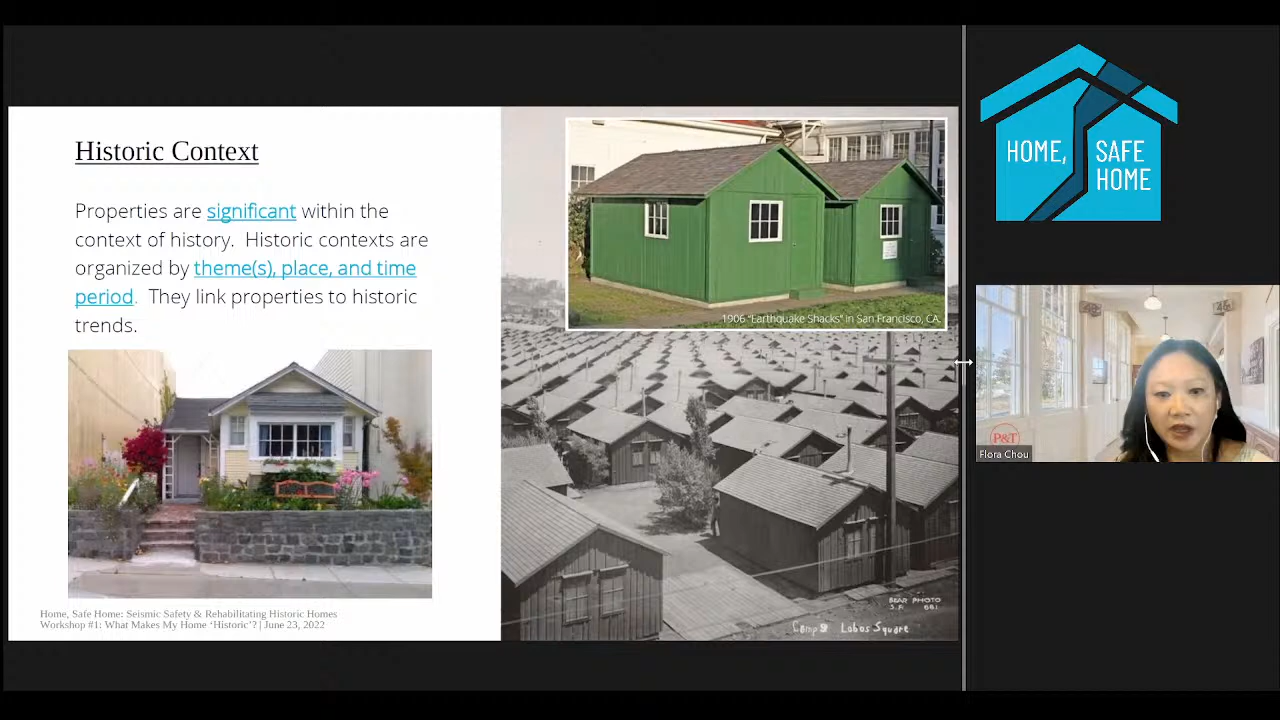 Historic Context
Properties are significant within the
context of history. Historic contexts are
organized by theme(s), place, and time
period. They link properties to historic
trends.
Home, Safe Home: Seismic Safety & Rehabilitating Historic Homes
Workshop #1: What Makes My Home ‘Historic’? | June 23, 2022
1906 "Earthquake Shacks" in San Francisco, CA.
BEAR PHOTO
S.F. 681
Lobos Square
HOME,
SAFE
HOME
P&T
Flora Chou